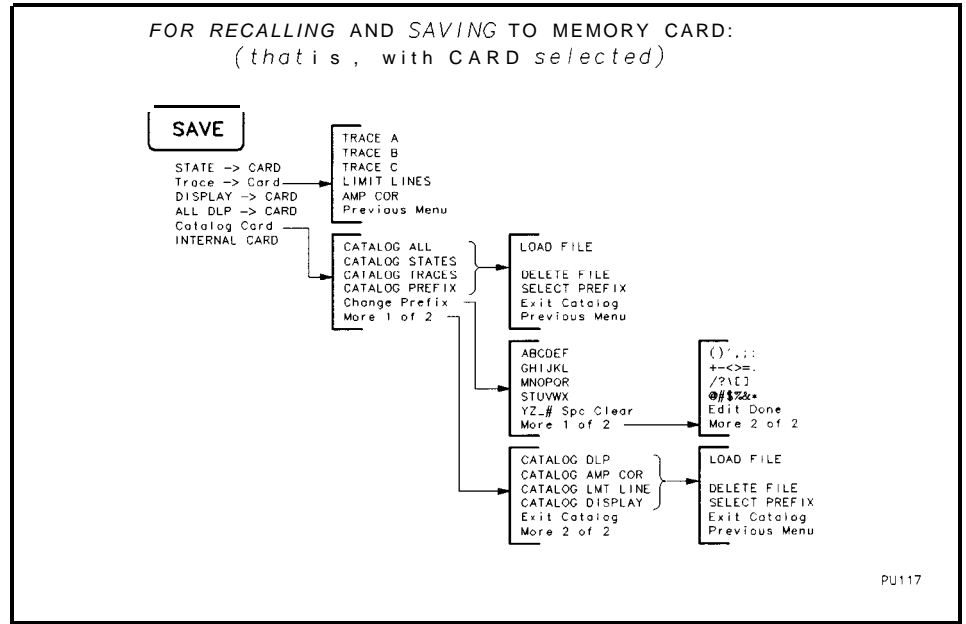 FOR RECALLING AND SAVING TO MEMORY CARD:
(that is, with CARD selected)
SAVE
STATE -> CARD
Trace -> Card
DISPLAY -> CARD
ALL DLP -> CARD
Catalog Card
INTERNAL CARD
TRACE A
TRACE B
TRACE C
LIMIT LINES
AMP COR
Previous Menu
CATALOG ALL
CATALOG STATES
CATALOG TRACES
CATALOG PREFIX
Change Prefix
More 1 of 2
LOAD FILE
DELETE FILE
SELECT PREFIX
Exit Catalog
Previous Menu
ABCDEF
GHIJKL
MNOPQR
STUVWX
YZ_# Spc Clear
More 1 of 2
()',;:
+-<>=.
/?\[]
@#$%&*
Edit Done
More 2 of 2
CATALOG DLP
CATALOG AMP COR
CATALOG LMT LINE
CATALOG DISPLAY
Exit Catalog
More 2 of 2
LOAD FILE
DELETE FILE
SELECT PREFIX
Exit Catalog
Previous Menu
PU117